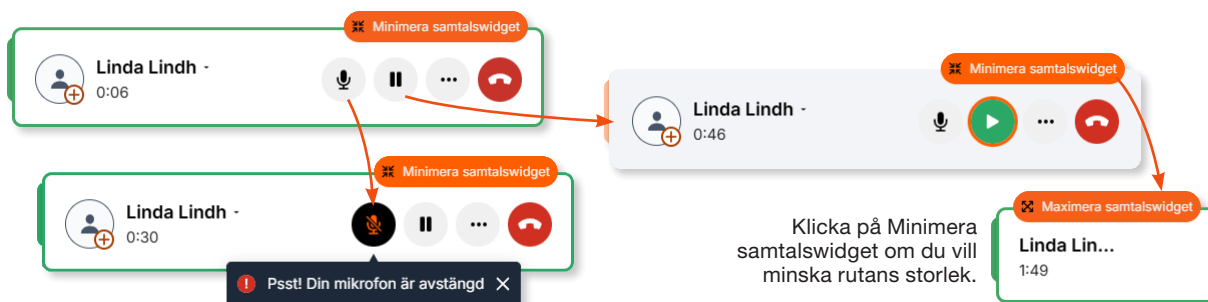 Minimera samtalswidget
Linda Lindh -
0:06
Minimera samtalswidget
Linda Lindh -
0:46
Minimera samtalswidget
Linda Lindh -
0:30
Psst! Din mikrofon är avstängd
Klicka på Minimera
samtalswidget om du vill
minska rutans storlek.
Maximera samtalswidget
Linda Lin...
1:49